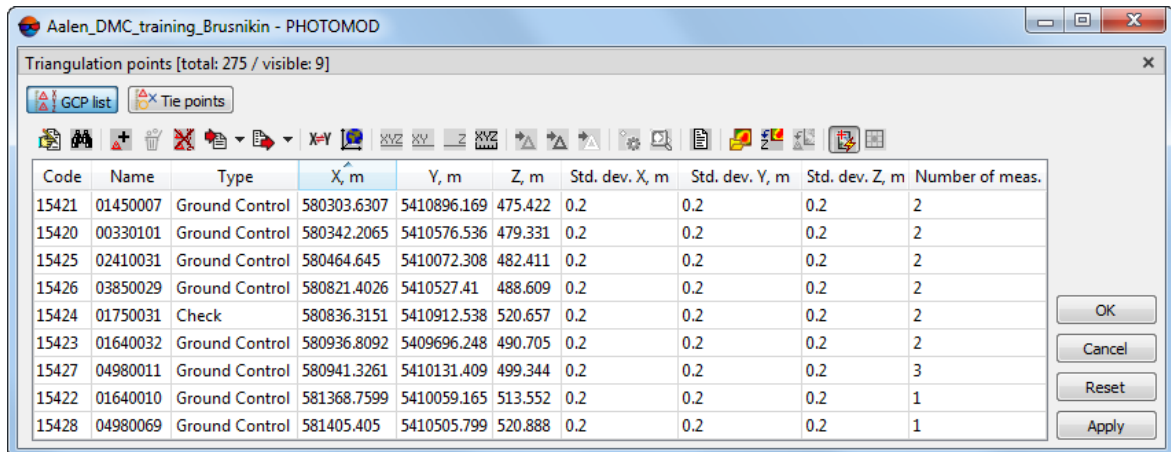 Aalen_DMC_training_Brusnikin - PHOTOMOD
Triangulation points [total: 275 / visible: 9]
GCP list Tie points
X⇌Y XYZ XY Z XYZ
Code Name Type X, m Y, m Z, m Std. dev. X, m Std. dev. Y, m Std. dev. Z, m Number of meas.
15421 01450007 Ground Control 580303.6307 5410896.169 475.422 0.2 0.2 0.2 2
15420 00330101 Ground Control 580342.2065 5410576.536 479.331 0.2 0.2 0.2 2
15425 02410031 Ground Control 580464.645 5410072.308 482.411 0.2 0.2 0.2 2
15426 03850029 Ground Control 580821.4026 5410527.41 488.609 0.2 0.2 0.2 2
15424 01750031 Check 580836.3151 5410912.538 520.657 0.2 0.2 0.2 2
15423 01640032 Ground Control 580936.8092 5409696.248 490.705 0.2 0.2 0.2 2
15427 04980011 Ground Control 580941.3261 5410131.409 499.344 0.2 0.2 0.2 3
15422 01640010 Ground Control 581368.7599 5410059.165 513.552 0.2 0.2 0.2 1
15428 04980069 Ground Control 581405.405 5410505.799 520.888 0.2 0.2 0.2 1
OK
Cancel
Reset
Apply